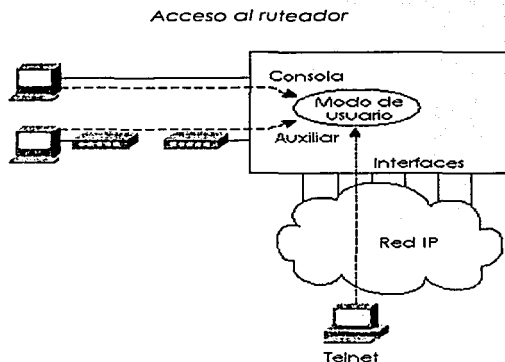 Acceso al ruteador
Consola
Modo de
usuario
Auxiliar
Interfaces
Red IP
Telnet